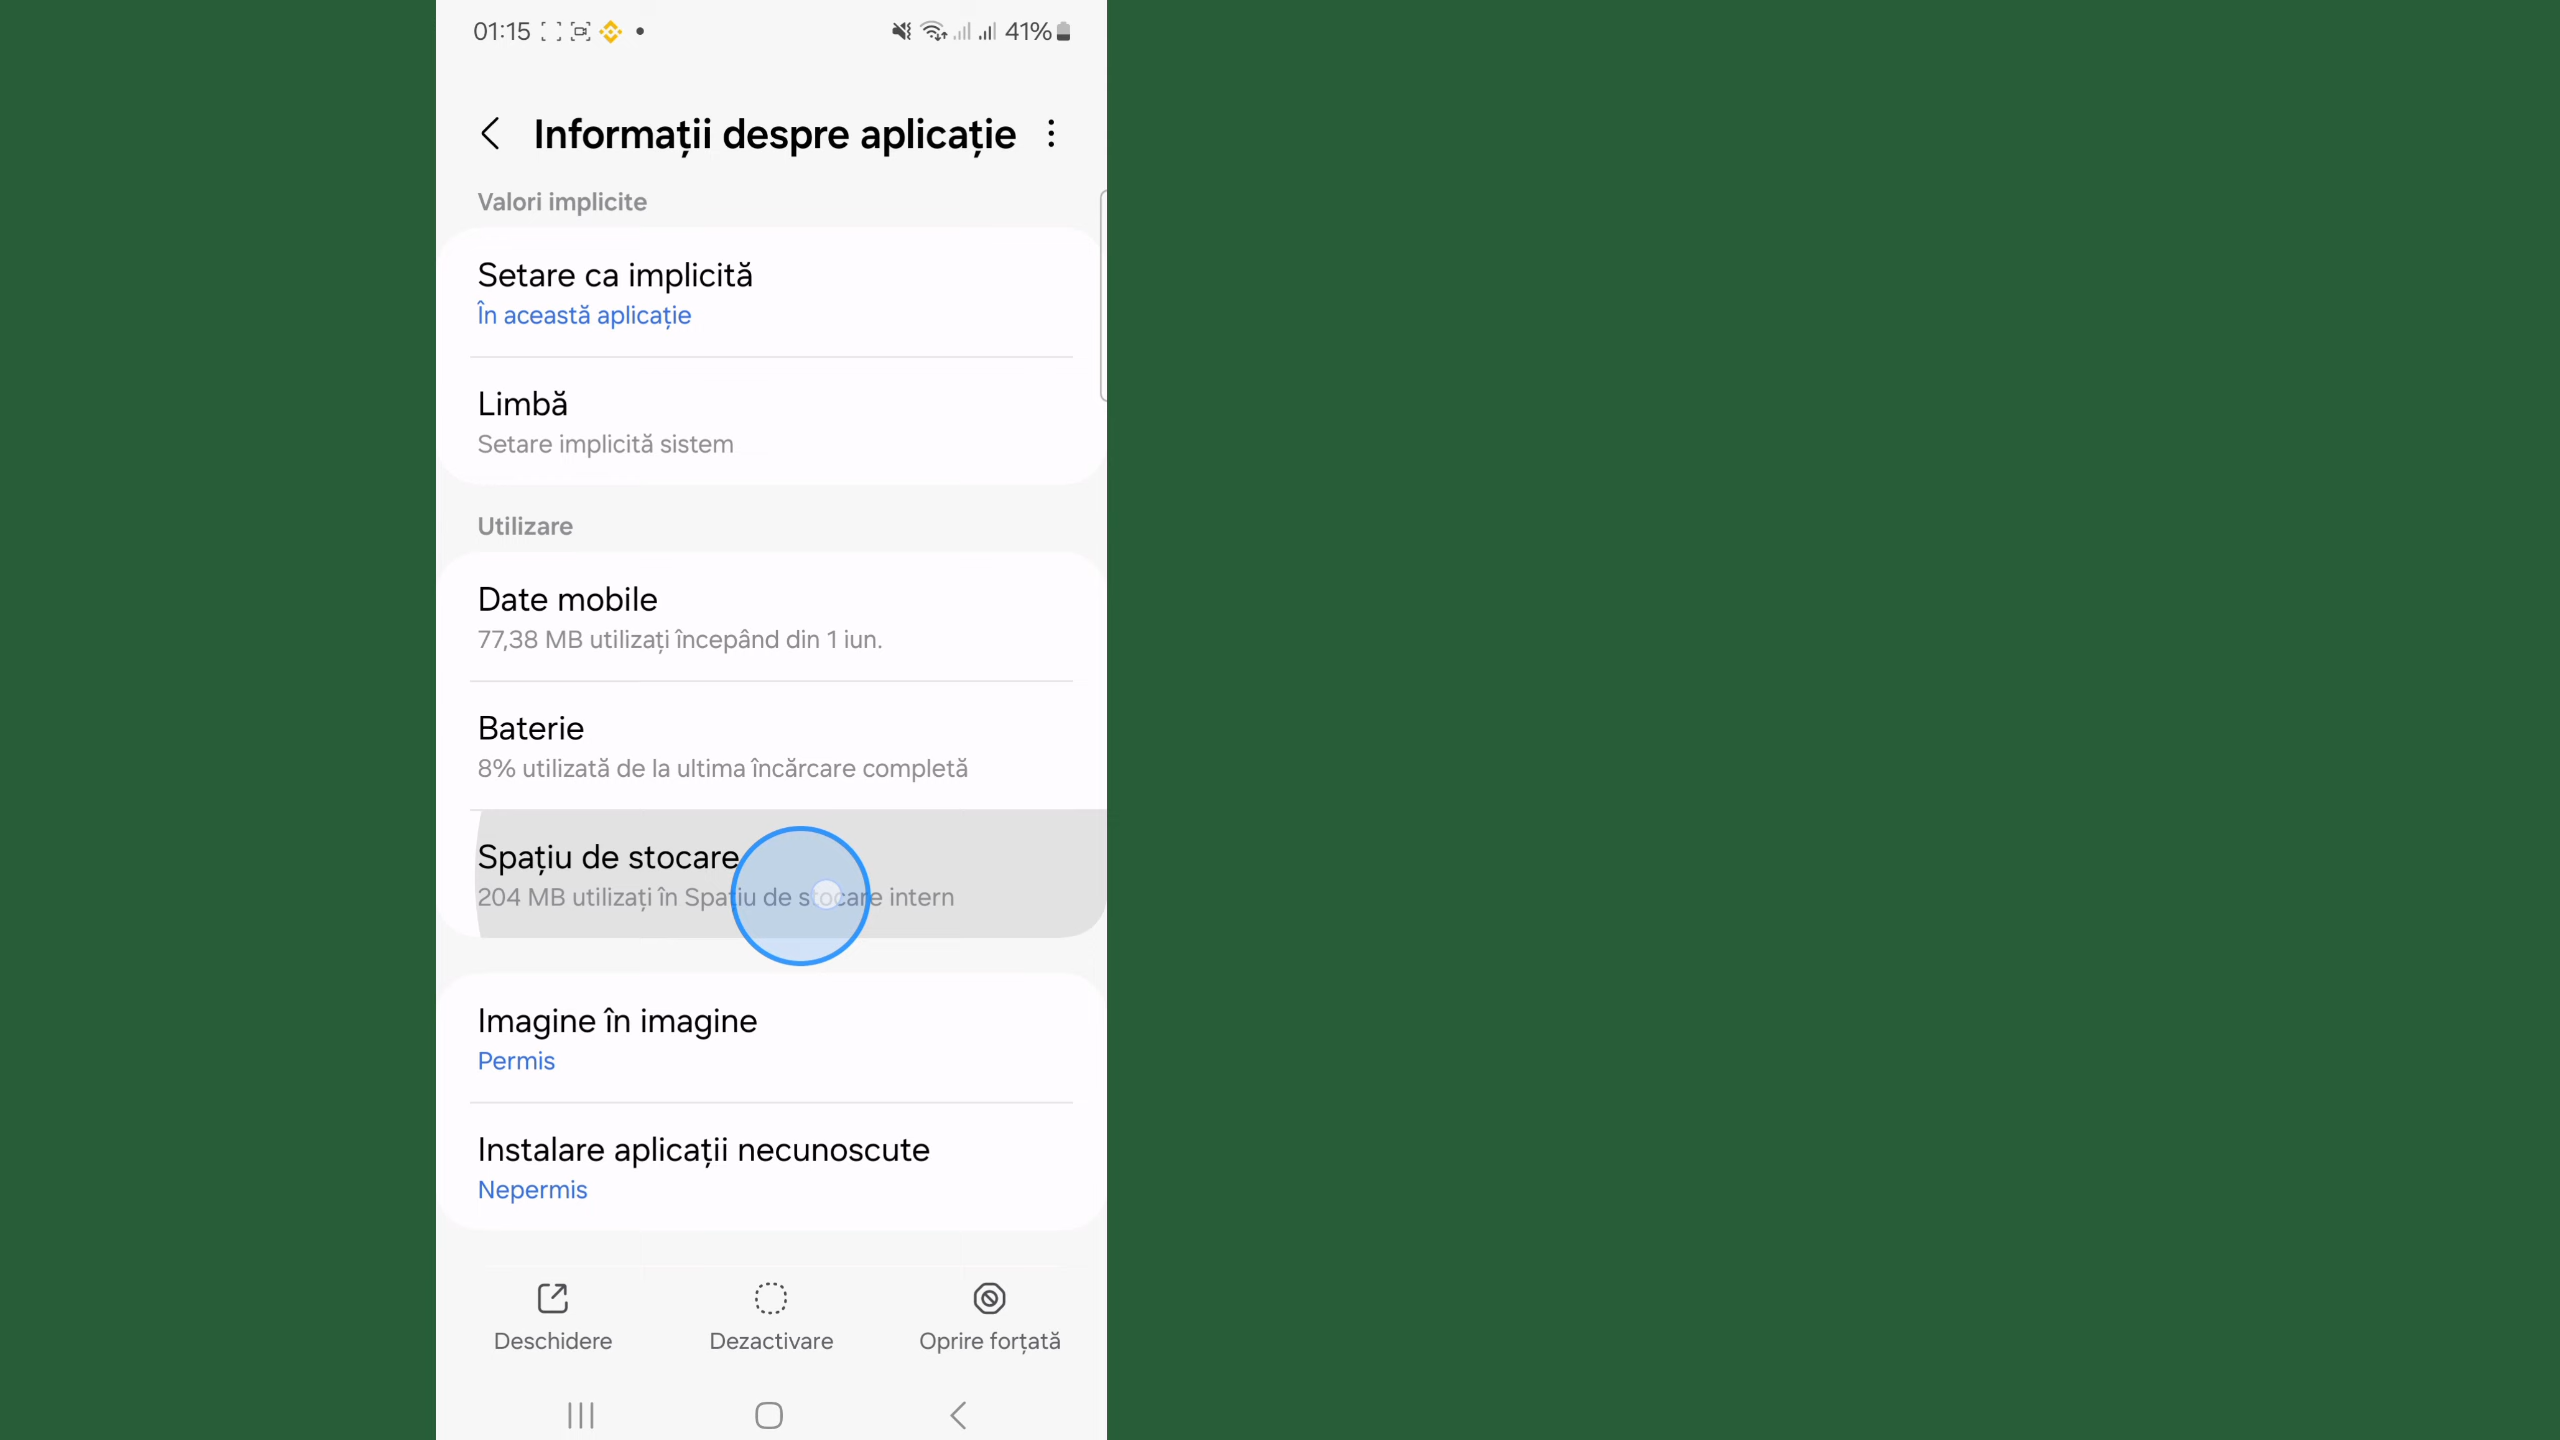 01:15
41%
Informații despre aplicație
Valori implicite
Setare ca implicită
În această aplicație
Limbă
Setare implicită sistem
Utilizare
Date mobile
77,38 MB utilizați începând din 1 iun.
Baterie
8% utilizată de la ultima încărcare completă
Spațiu de stocare
204 MB utilizați în Spațiu de stocare intern
Imagine în imagine
Permis
Instalare aplicații necunoscute
Nepermis
Deschidere
Dezactivare
Oprire forțată